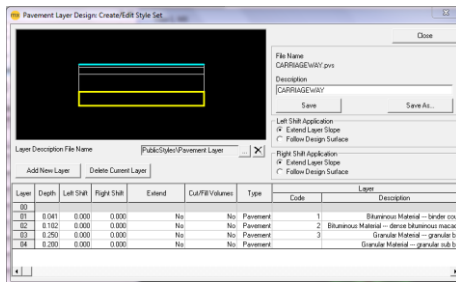 Pavement Layer Design: Create/Edit Style Set
Close
File Name
CARRIAGEWAY.pvs
Description
CARRIAGEWAY
Save Save As...
Left Shift Application
Extend Layer Slope
Follow Design Surface
Right Shift Application
Extend Layer Slope
Follow Design Surface
Layer Description File Name PublicStyles\Pavement Layer ... X
Add New Layer Delete Current Layer
Layer Depth Left Shift Right Shift Extend Cut/Fill Volumes Type Layer
Code Description
00
01 0.041 0.000 0.000 No No Pavement 1 Bituminous Material -- binder cou
02 0.102 0.000 0.000 No No Pavement 2 Bituminous Material -- dense bituminous macac
03 0.250 0.000 0.000 No No Pavement 3 Granular Material -- granular b
04 0.200 0.000 0.000 No No Pavement Granular Material -- granular sub b